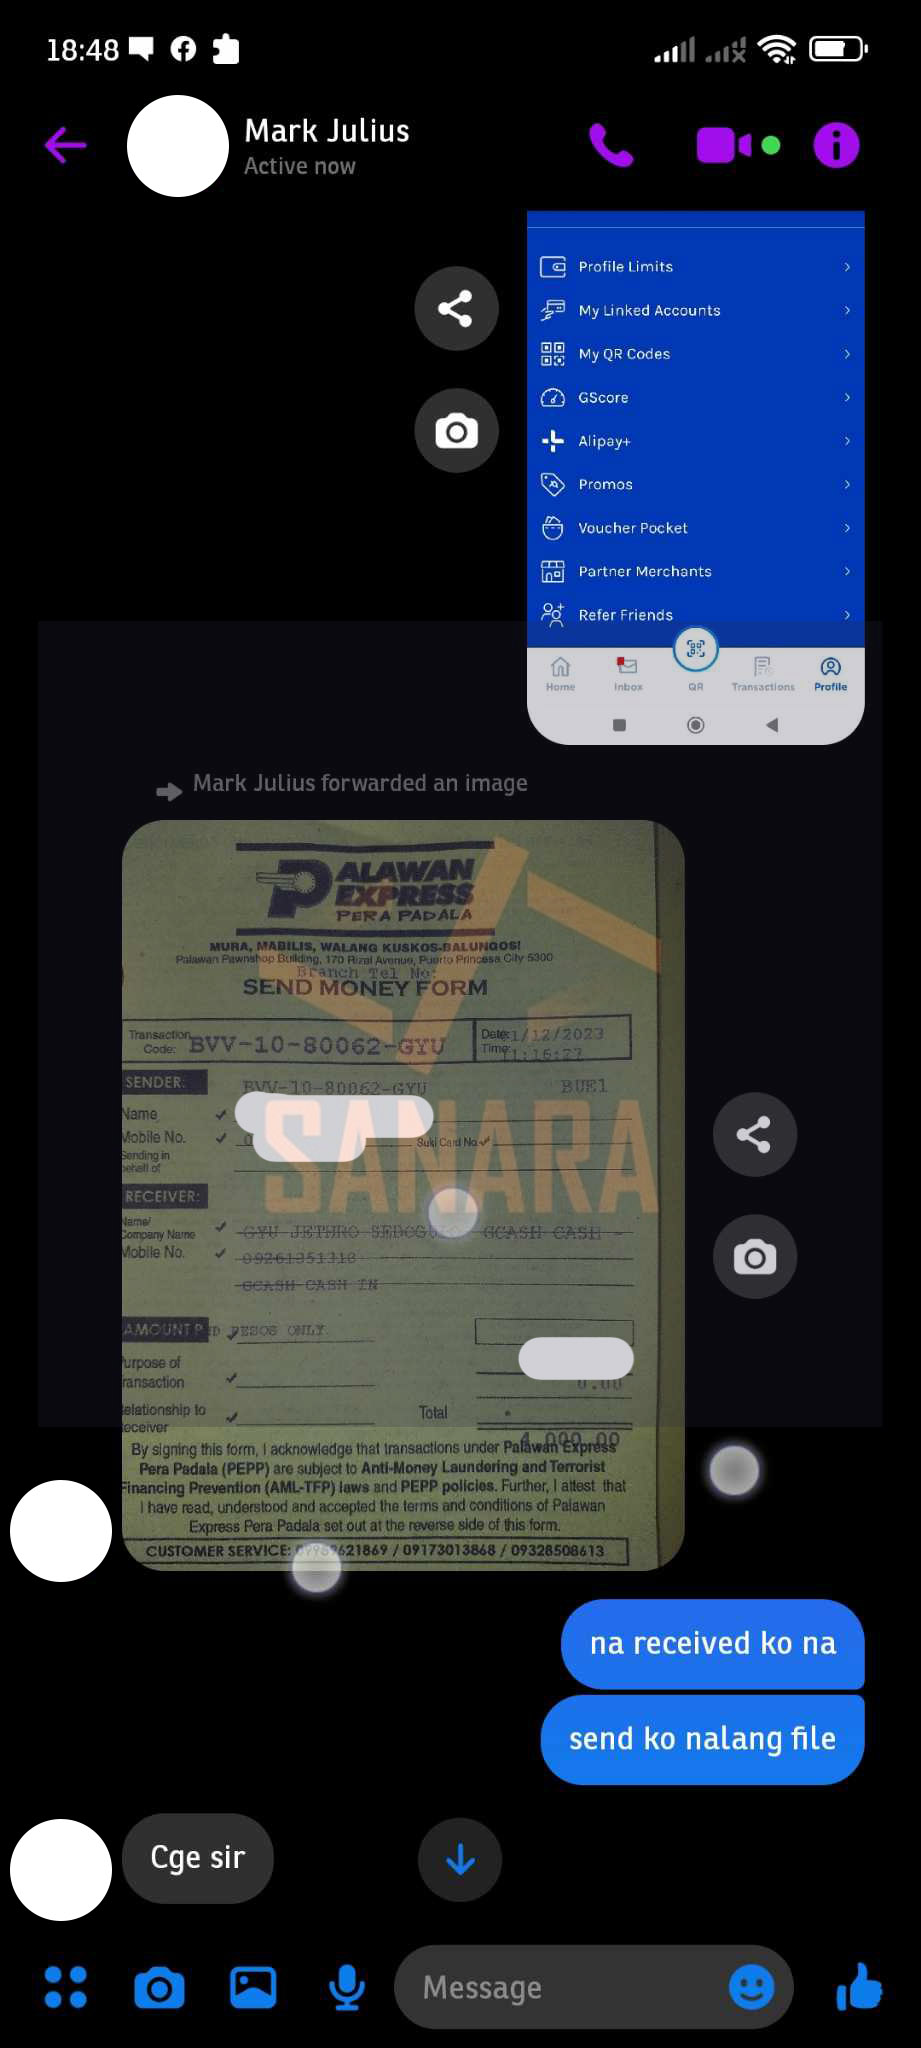 18:48
Mark Julius
Active now
Profile Limits
My Linked Accounts
My QR Codes
GScore
Alipay+
Promos
Voucher Pocket
Partner Merchants
Refer Friends
Home Inbox QR Transactions Profile
Mark Julius forwarded an image
PALAWAN
EXPRESS
PERA PADALA
MURA, MABILIS, WALANG KUSKOS-BALUNGOS!
Palawan Pawnshop Building, 170 Rizal Avenue, Puerto Princesa City 5300
Branch Tel No:
SEND MONEY FORM
Transaction Code: BVV-10-80062-GYU
Date: 1/12/2023
Time: 11:16:27
SENDER: BVV-10-80062-GYU BUE1
Name
Mobile No. 0 Suki Card No.
Sending in
behalf of
SANARA
RECEIVER:
Name/
Company Name GYU JETHRO GCASH CASH -
Mobile No. 09261351318
GCASH CASH IN
AMOUNT PESOS ONLY
Purpose of
Transaction 0.00
Relationship to
Receiver
Total
4,000.00
By signing this form, I acknowledge that transactions under Palawan Express
Pera Padala (PEPP) are subject to Anti-Money Laundering and Terrorist
Financing Prevention (AML-TFP) laws and PEPP policies. Further, I attest that
I have read, understood and accepted the terms and conditions of Palawan
Express Pera Padala set out at the reverse side of this form.
CUSTOMER SERVICE: / 09173013868 / 09328508613
na received ko na
send ko nalang file
Cge sir
Message